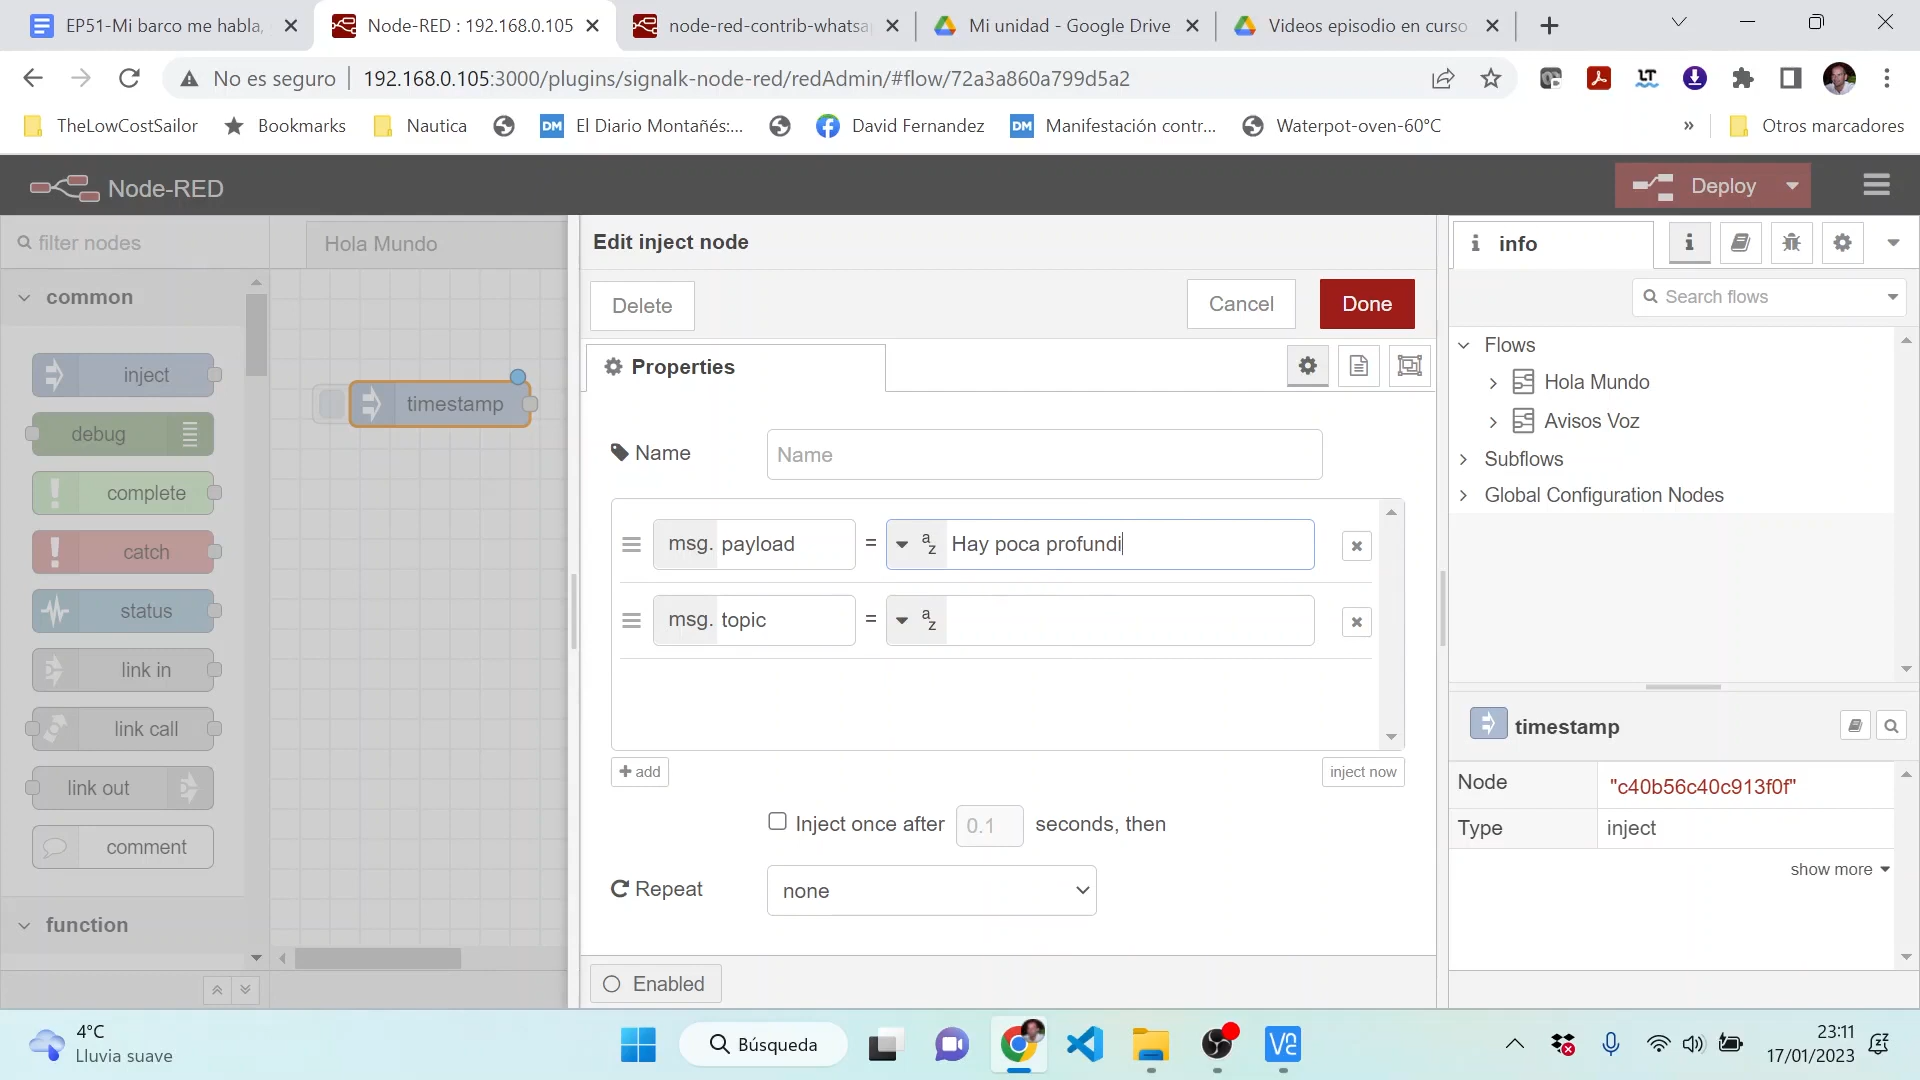 EP51-Mi barco me habla,
Node-RED : 192.168.0.105
node-red-contrib-whatsap
Mi unidad - Google Drive
Videos episodio en curso
No es seguro
192.168.0.105:3000/plugins/signalk-node-red/redAdmin/#flow/72a3a860a799d5a2
TheLowCostSailor
Bookmarks
Nautica
DM El Diario Montañés:...
David Fernandez
DM Manifestación contr...
Waterpot-oven-60°C
»
Otros marcadores
Node-RED
Deploy
filter nodes
Hola Mundo
Edit inject node
info
Delete
Cancel
Done
Search flows
common
Properties
Flows
Hola Mundo
Avisos Voz
Subflows
Global Configuration Nodes
inject
debug
complete
catch
status
link in
link call
link out
comment
function
timestamp
Name
Name
msg. payload = az Hay poca profundi
msg. topic = az
add
inject now
Inject once after 0.1 seconds, then
Repeat
none
Enabled
timestamp
Node "c40b56c40c913f0f"
Type inject
show more
4°C
Lluvia suave
Búsqueda
23:11
17/01/2023